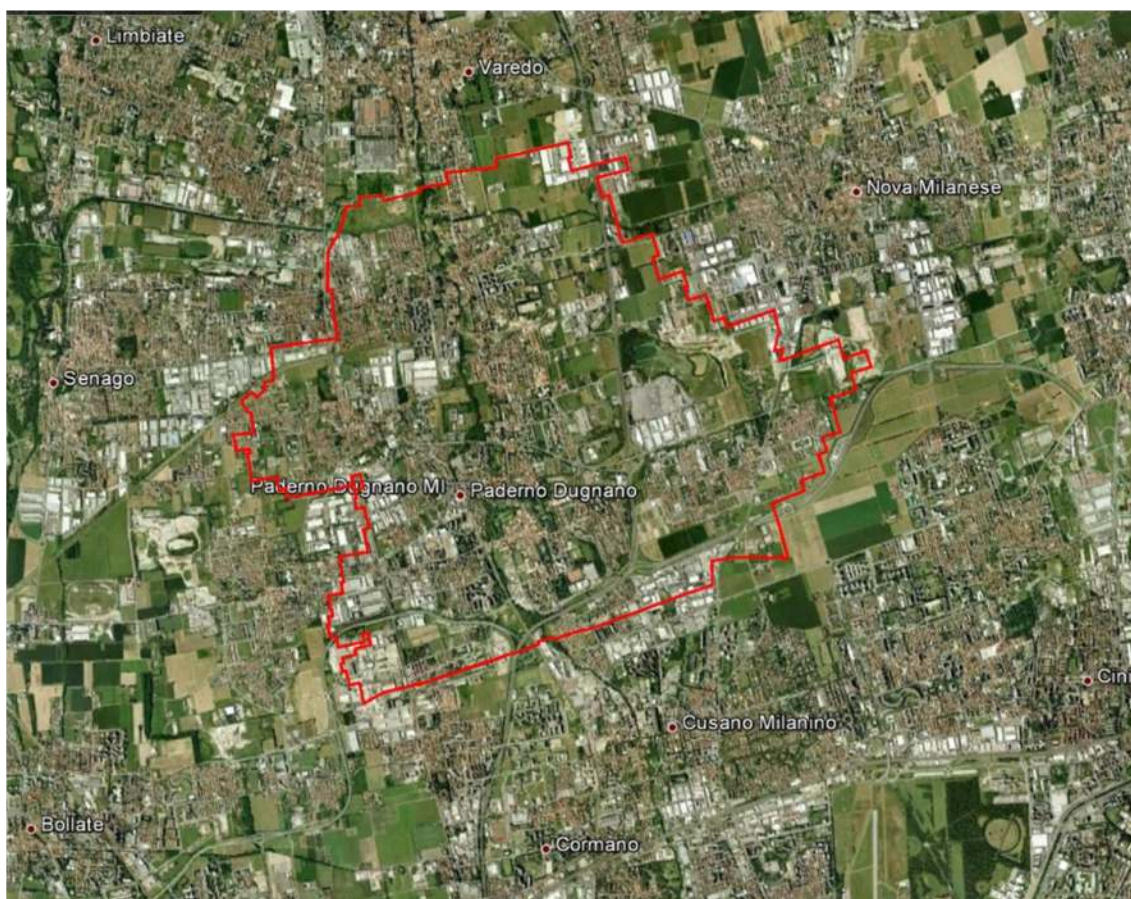 Limbiate
Varedo
Nova Milanese
Senago
Paderno Dugnano MI
Paderno Dugnano
Cusano Milanino
Bollate
Cormano